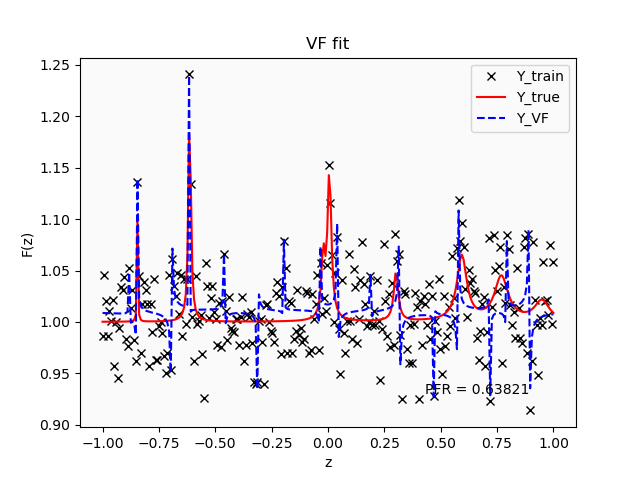 VF fit
1.25
1.20
1.15
1.10
1.05
1.00
0.95
0.90
F(z)
Y_train
Y_true
Y_VF
PFR = 0.63821
−1.00 −0.75 −0.50 −0.25 0.00 0.25 0.50 0.75 1.00
z